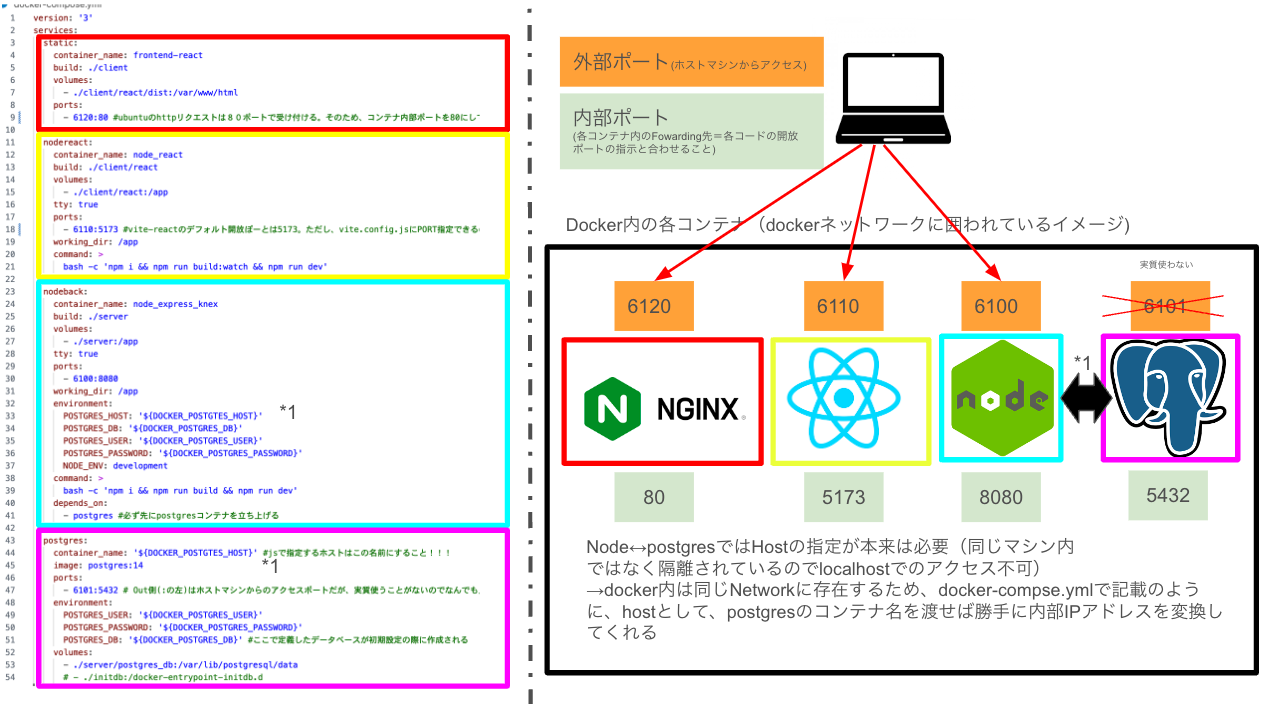 docker-compose.yml
1 version: '3'
2 services:
3 static:
4 container_name: frontend-react
5 build: ./client
6 volumes:
7 - ./client/react/dist:/var/www/html
8 ports:
9 - 6120:80 #ubuntuのhttpリクエストは８０ポートで受け付ける。そのため、コンテナ内部ポートを80にし
10
11 nodereact:
12 container_name: node_react
13 build: ./client/react
14 volumes:
15 - ./client/react:/app
16 tty: true
17 ports:
18 - 6110:5173 #vite-reactのデフォルト開放ぽーとは5173。ただし、vite.config.jsにPORT指定できる
19 working_dir: /app
20 command: >
21 bash -c 'npm i && npm run build:watch && npm run dev'
22
23 nodeback:
24 container_name: node_express_knex
25 build: ./server
26 volumes:
27 - ./server:/app
28 tty: true
29 ports:
30 - 6100:8080
31 working_dir: /app
32 environment:
33 POSTGRES_HOST: '${DOCKER_POSTGTES_HOST}' *1
34 POSTGRES_DB: '${DOCKER_POSTGRES_DB}'
35 POSTGRES_USER: '${DOCKER_POSTGRES_USER}'
36 POSTGRES_PASSWORD: '${DOCKER_POSTGRES_PASSWORD}'
37 NODE_ENV: development
38 command: >
39 bash -c 'npm i && npm run build && npm run dev'
40 depends_on:
41 - postgres #必ず先にpostgresコンテナを立ち上げる
42
43 postgres:
44 container_name: '${DOCKER_POSTGTES_HOST}' #jsで指定するホストはこの名前にすること！！！
45 image: postgres:14 *1
46 ports:
47 - 6101:5432 # Out側(:の左)はホストマシンからのアクセスポートだが、実質使うことがないのでなんでも
48 environment:
49 POSTGRES_USER: '${DOCKER_POSTGRES_USER}'
50 POSTGRES_PASSWORD: '${DOCKER_POSTGRES_PASSWORD}'
51 POSTGRES_DB: '${DOCKER_POSTGRES_DB}' #ここで定義したデータベースが初期設定の際に作成される
52 volumes:
53 - ./server/postgres_db:/var/lib/postgresql/data
54 # - ./initdb:/docker-entrypoint-initdb.d
外部ポート(ホストマシンからアクセス)
内部ポート
(各コンテナ内のFowarding先＝各コードの開放
ポートの指示と合わせること)
Docker内の各コンテナ（dockerネットワークに囲われているイメージ)
実質使わない
6120 6110 6100 6101
*1
NGINX
node
80 5173 8080 5432
Node↔postgresではHostの指定が本来は必要（同じマシン内
ではなく隔離されているのでlocalhostでのアクセス不可）
→docker内は同じNetworkに存在するため、docker-compse.ymlで記載のよう
に、hostとして、postgresのコンテナ名を渡せば勝手に内部IPアドレスを変換し
てくれる